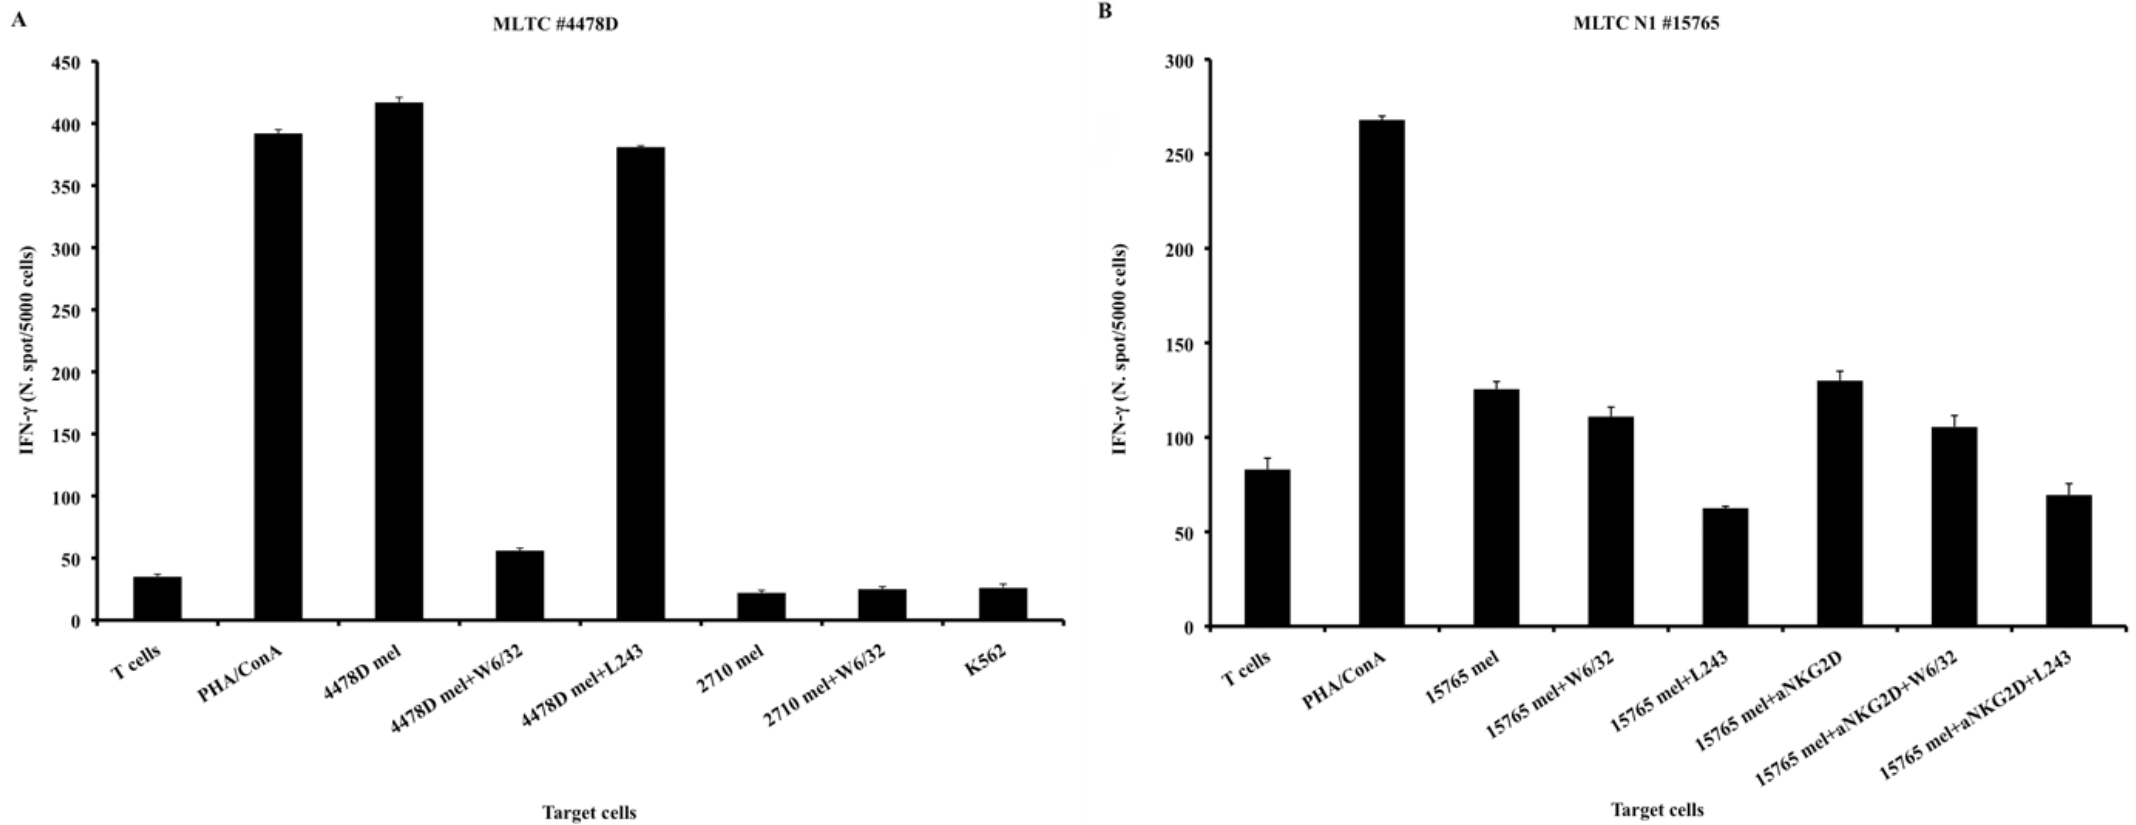 A
MLTC #4478D
450
400
350
300
250
200
150
100
50
0
IFN-γ (N. spot/5000 cells)
T cells
PHA/ConA
4478D mel
4478D mel+W6/32
4478D mel+L243
2710 mel
2710 mel+W6/32
K562
Target cells
B
MLTC N1 #15765
300
250
200
150
100
50
0
IFN-γ (N. spot/5000 cells)
T cells
PHA/ConA
15765 mel
15765 mel+W6/32
15765 mel+L243
15765 mel+aNKG2D
15765 mel+aNKG2D+W6/32
15765 mel+aNKG2D+L243
Target cells